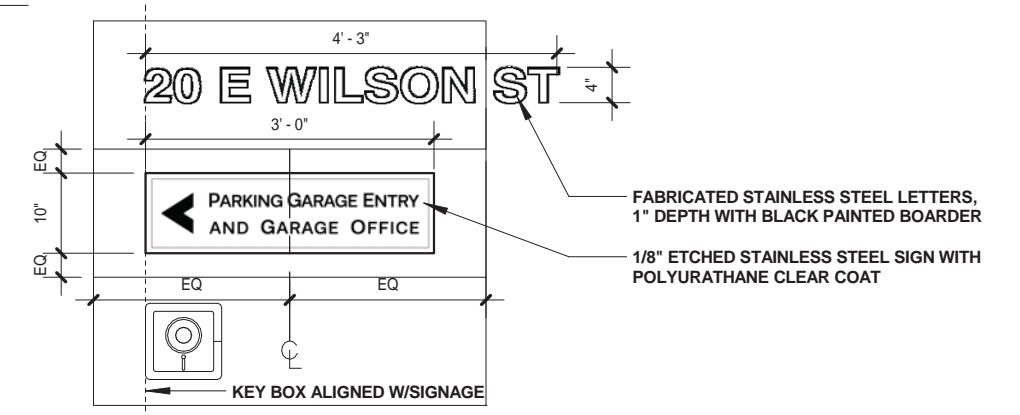 4' - 3"
20 E WILSON ST
4"
3' - 0"
EQ
10"
EQ
PARKING GARAGE ENTRY
AND GARAGE OFFICE
FABRICATED STAINLESS STEEL LETTERS,
1" DEPTH WITH BLACK PAINTED BOARDER
1/8" ETCHED STAINLESS STEEL SIGN WITH
POLYURATHANE CLEAR COAT
EQ
EQ
CL
KEY BOX ALIGNED W/SIGNAGE